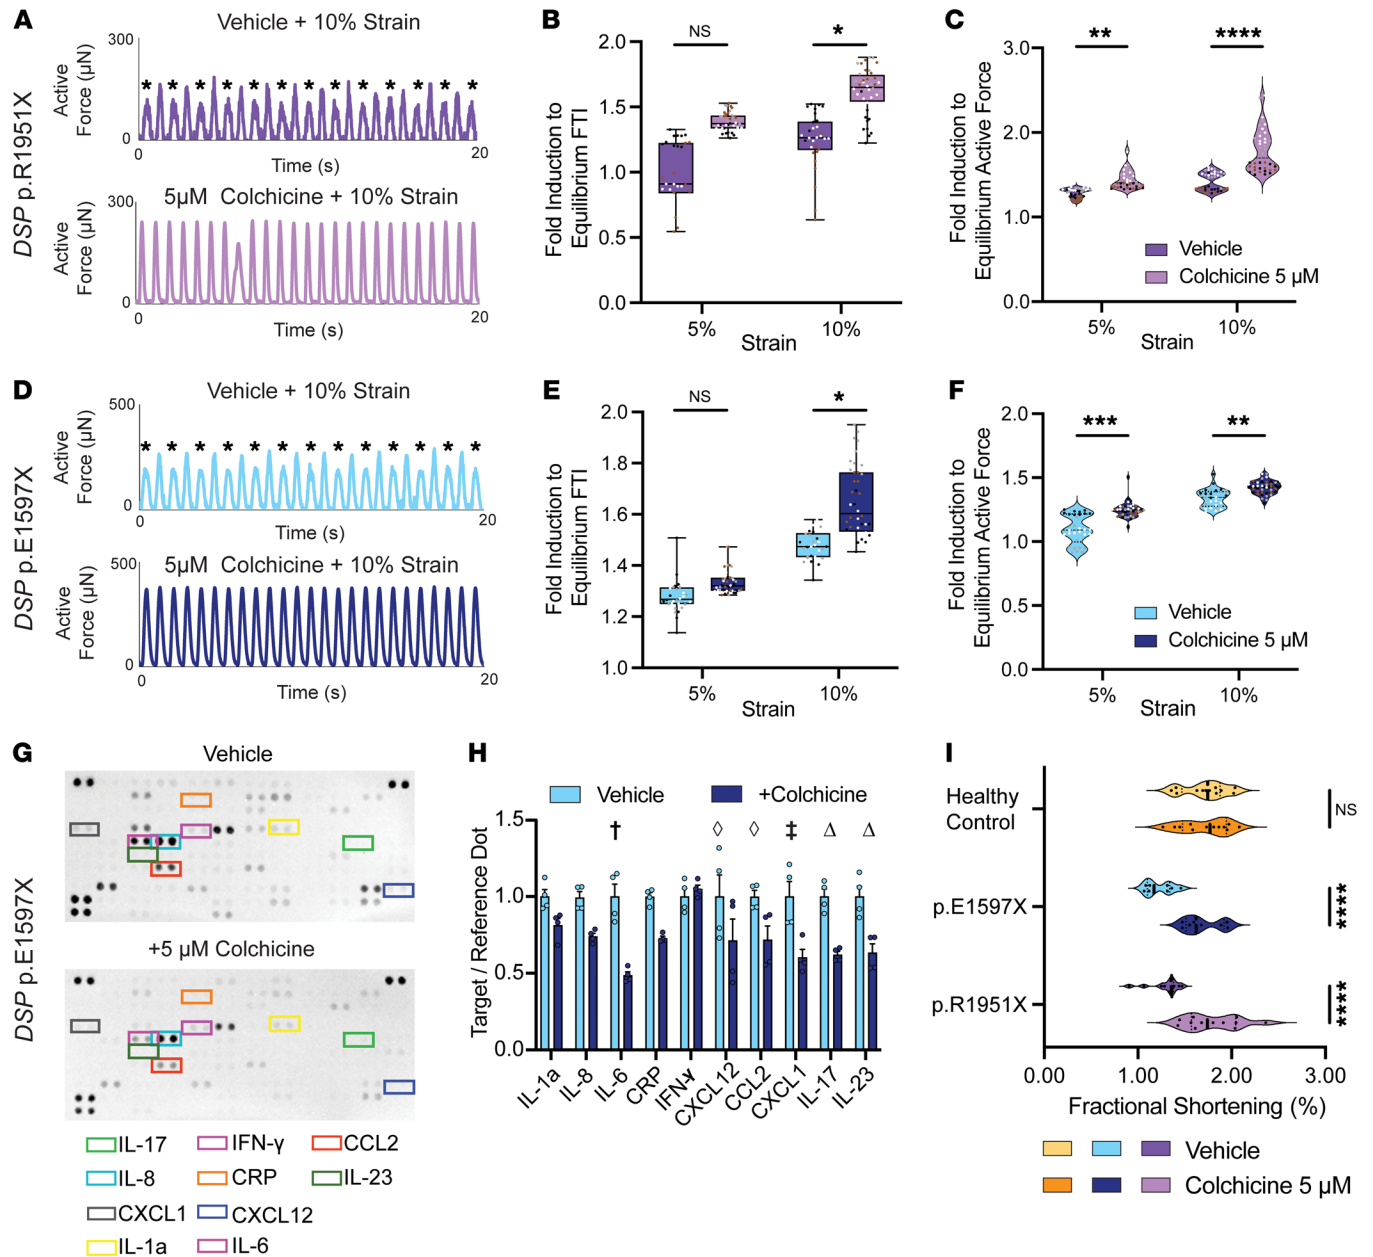 A
Vehicle + 10% Strain
DSP p.R1951X
Active
Force (µN)
300
0
* * * * * * * * * * * * *
0
20
Time (s)
5µM Colchicine + 10% Strain
Active
Force (µN)
300
0
0
20
Time (s)
B
NS
*
Fold Induction to
Equilibrium FTI
2.0
1.5
1.0
0.5
0.0
5%
10%
Strain
C
**
****
Fold Induction to
Equilibrium Active Force
3.0
2.0
1.0
0.0
Vehicle
Colchicine 5 µM
5%
10%
Strain
D
Vehicle + 10% Strain
DSP p.E1597X
Active
Force (µN)
500
0
* * * * * * * * * * * * *
0
20
Time (s)
5µM Colchicine + 10% Strain
Active
Force (µN)
500
0
0
20
Time (s)
E
NS
*
Fold Induction to
Equilibrium FTI
2.0
1.8
1.6
1.4
1.2
1.0
5%
10%
Strain
F
***
**
Fold Induction to
Equilibrium Active Force
2.0
1.5
1.0
0.5
0.0
Vehicle
Colchicine 5 µM
5%
10%
Strain
G
Vehicle
DSP p.E1597X
+5 µM Colchicine
IL-17
IFN-γ
CCL2
IL-8
CRP
IL-23
CXCL1
CXCL12
IL-1a
IL-6
H
Vehicle
+Colchicine
Target / Reference Dot
1.5
1.0
0.5
0.0
† ◊ ◊ ‡ Δ Δ
IL-1a
IL-8
IL-6
CRP
IFN-γ
CXCL12
CCL2
CXCL1
IL-17
IL-23
I
Healthy
Control
NS
p.E1597X
****
p.R1951X
****
0.00
1.00
2.00
3.00
Fractional Shortening (%)
Vehicle
Colchicine 5 µM